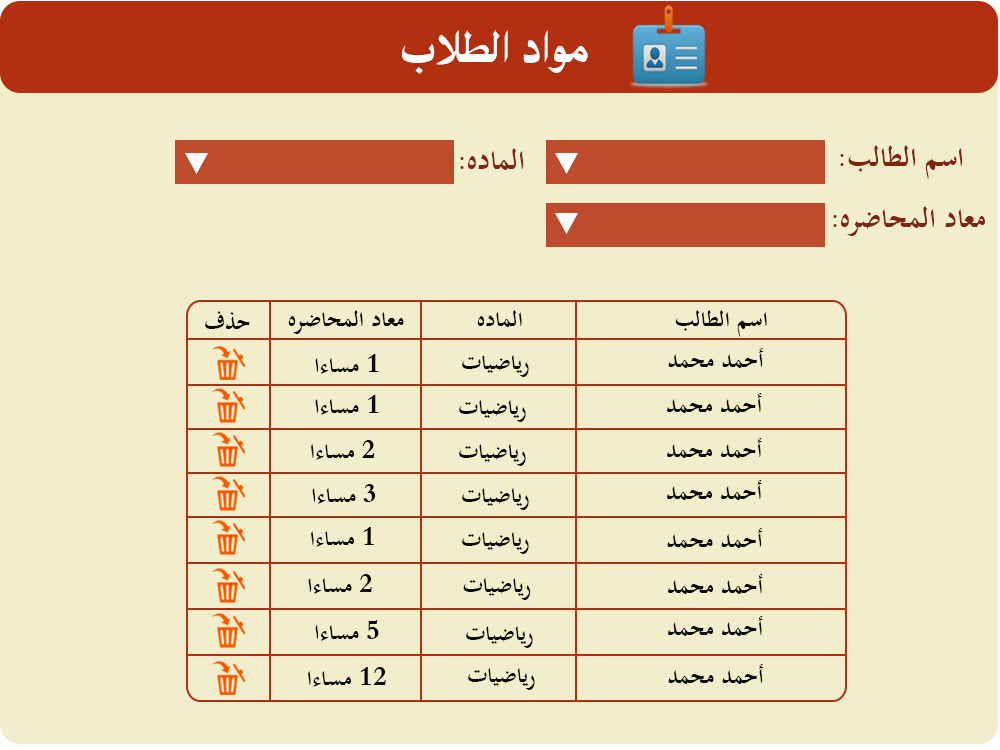 مواد الطلاب
اسم الطالب: الماده:
معاد المحاضره:
اسم الطالب الماده معاد المحاضره حذف
أحمد محمد رياضيات 1 مساءا
أحمد محمد رياضيات 1 مساءا
أحمد محمد رياضيات 2 مساءا
أحمد محمد رياضيات 3 مساءا
أحمد محمد رياضيات 1 مساءا
أحمد محمد رياضيات 2 مساءا
أحمد محمد رياضيات 5 مساءا
أحمد محمد رياضيات 12 مساءا